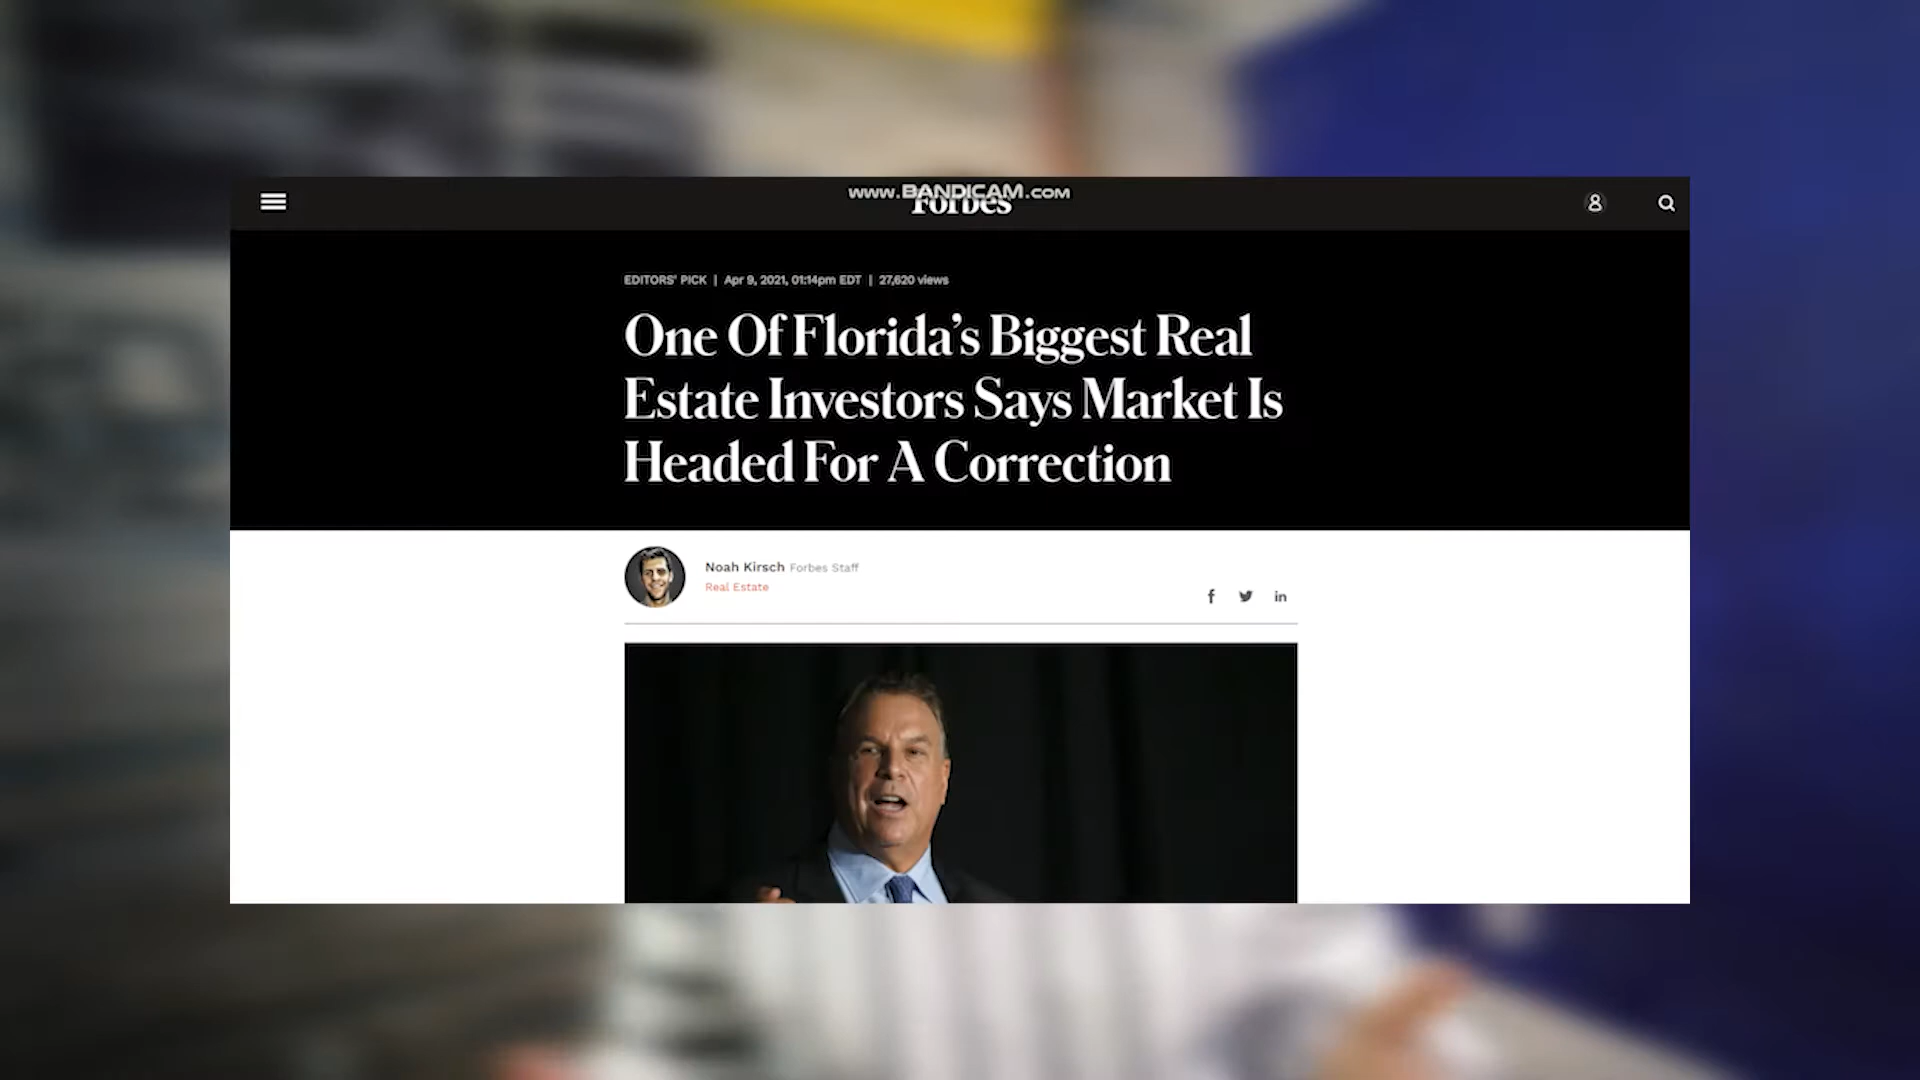 www.BANDICAM.com
Forbes
EDITORS' PICK | Apr 9, 2021, 01:14pm EDT | 27,620 views
One Of Florida’s Biggest Real
Estate Investors Says Market Is
Headed For A Correction
Noah Kirsch Forbes Staff
Real Estate
f
in